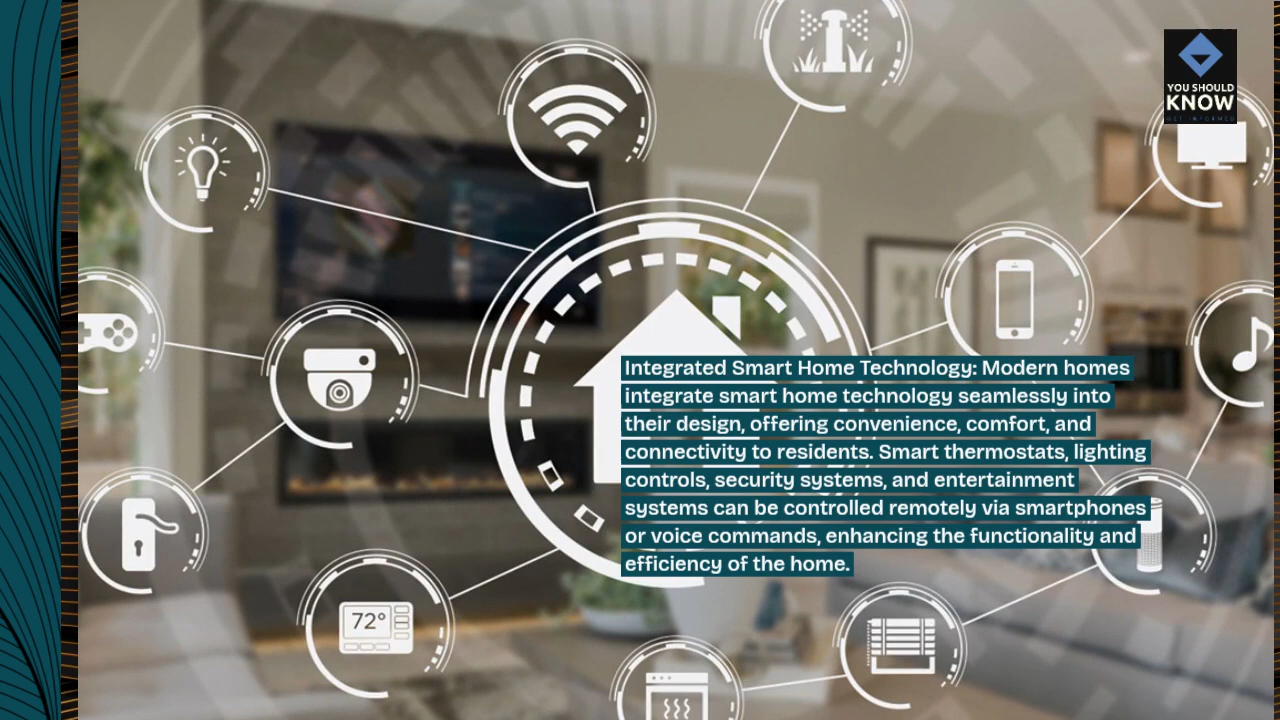 YOU SHOULD
KNOW
GET INFORMED
Integrated Smart Home Technology: Modern homes
integrate smart home technology seamlessly into
their design, offering convenience, comfort, and
connectivity to residents. Smart thermostats, lighting
controls, security systems, and entertainment
systems can be controlled remotely via smartphones
or voice commands, enhancing the functionality and
efficiency of the home.
72°